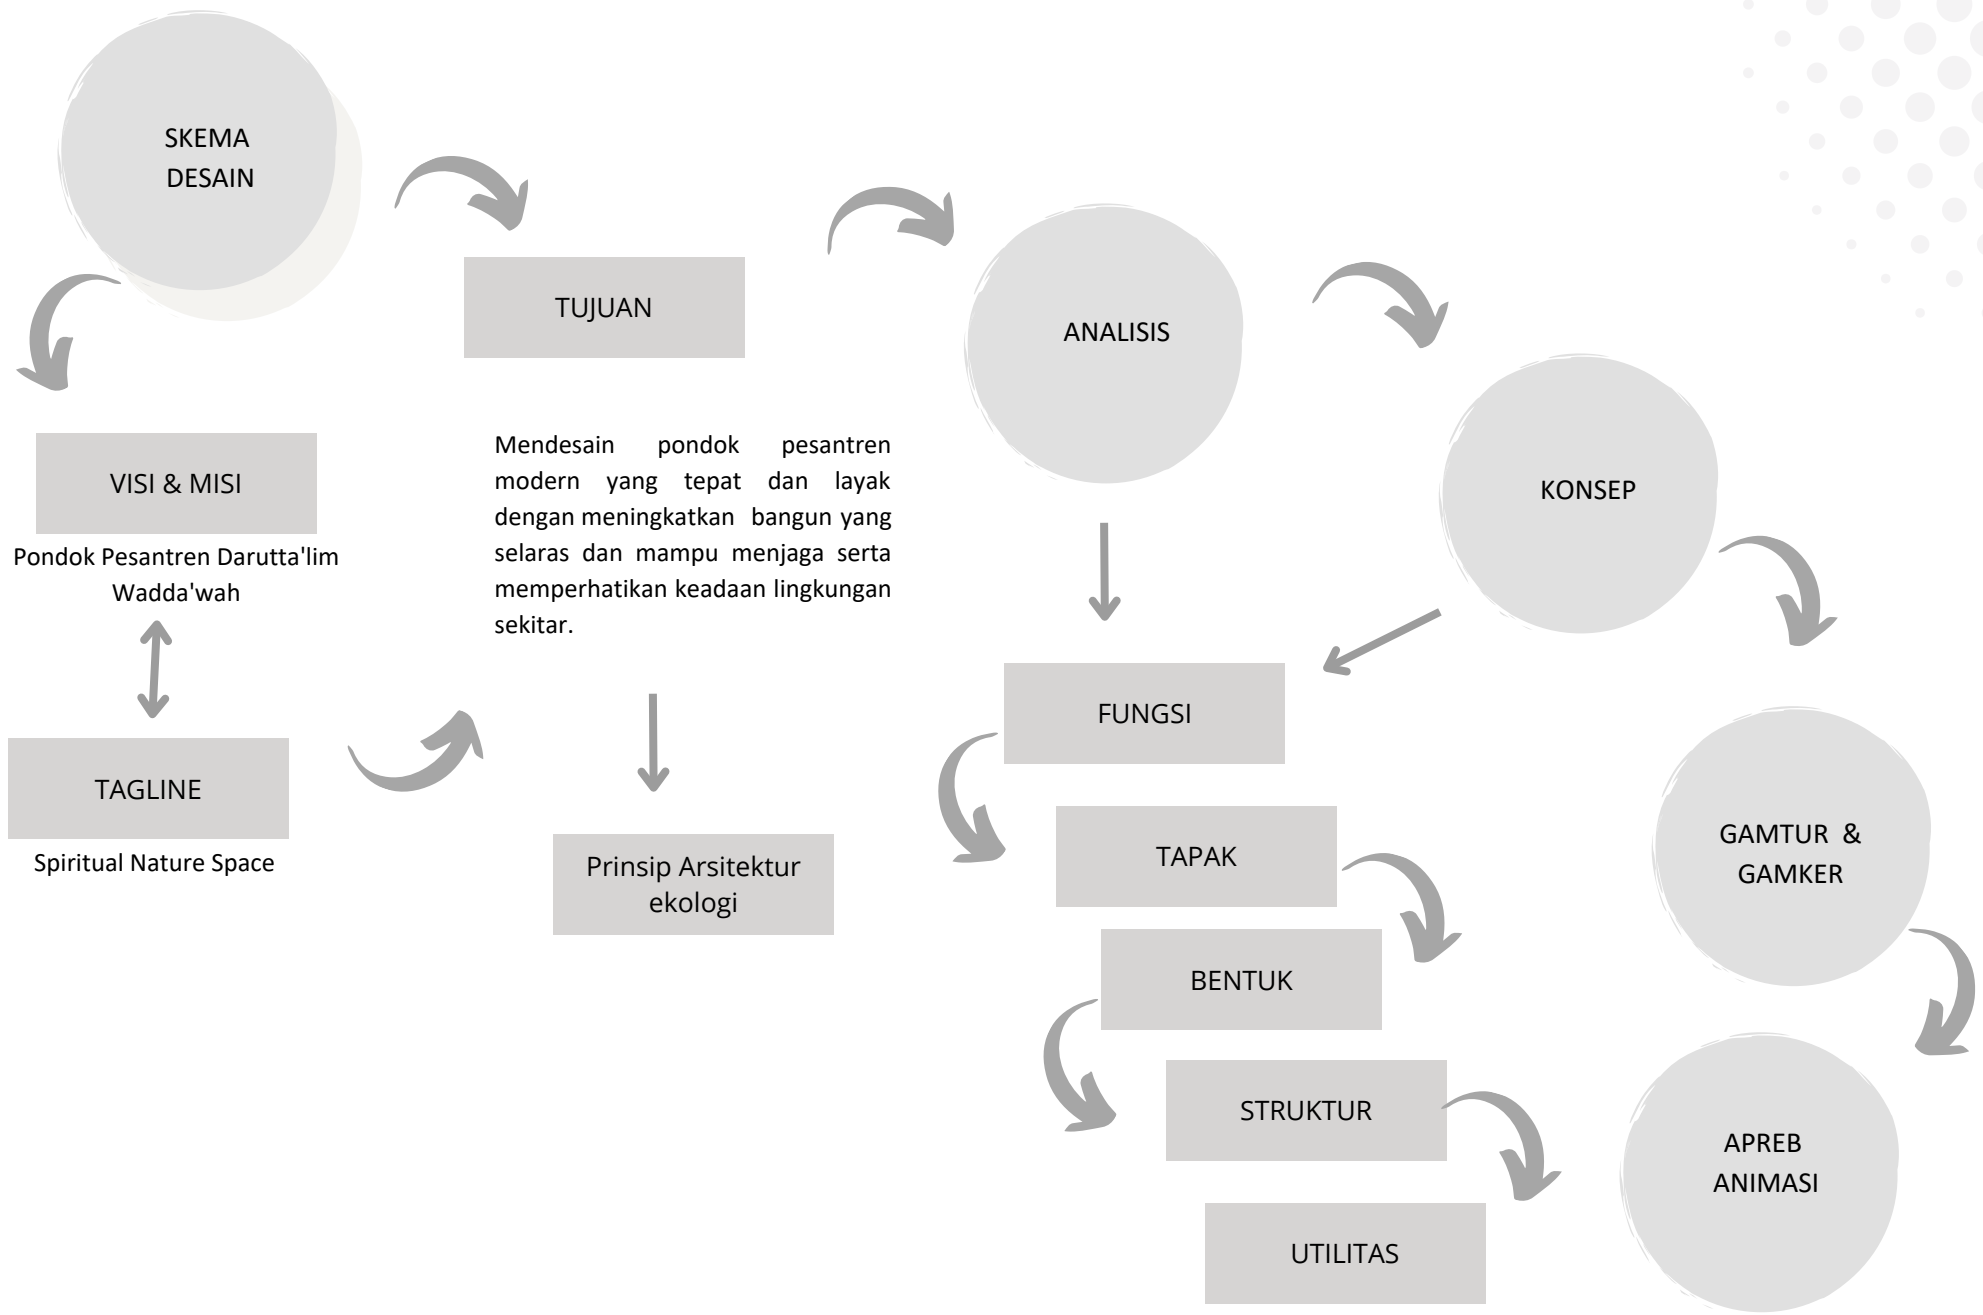 SKEMA
DESAIN
VISI & MISI
Pondok Pesantren Darutta'lim
Wadda'wah
TAGLINE
Spiritual Nature Space
TUJUAN
Mendesain pondok pesantren
modern yang tepat dan layak
dengan meningkatkan bangun yang
selaras dan mampu menjaga serta
memperhatikan keadaan lingkungan
sekitar.
Prinsip Arsitektur
ekologi
ANALISIS
KONSEP
FUNGSI
TAPAK
BENTUK
STRUKTUR
UTILITAS
GAMTUR &
GAMKER
APREB
ANIMASI